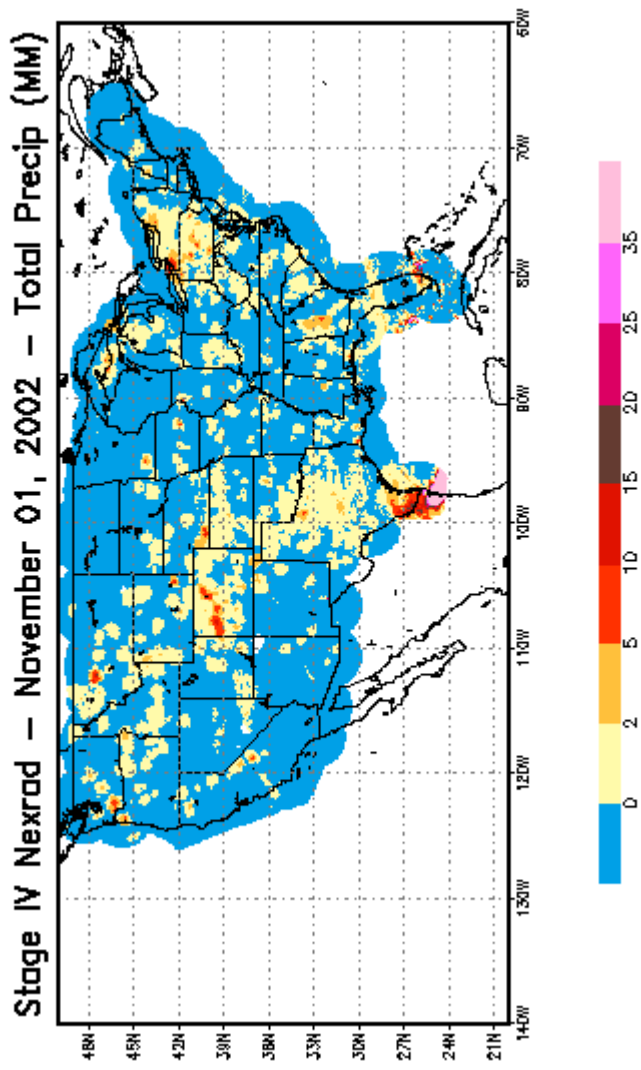 Stage IV Nexrad – November 01, 2002 – Total Precip (MM)
48N
45N
42N
39N
36N
33N
30N
27N
24N
21N
140W
130W
120W
110W
100W
90W
80W
70W
60W
0
2
5
10
15
20
25
35